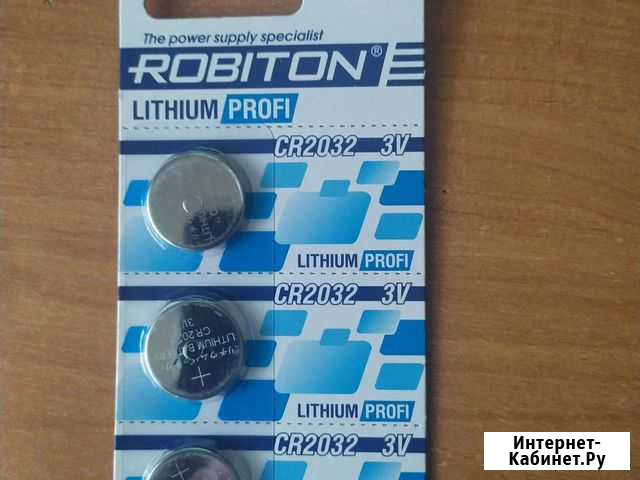 The power supply specialist
ROBITON®
LITHIUM PROFI
CR2032 3V
LITHIUM PROFI
CR2032 3V
LITHIUM BATTERY
3V
+
LITHIUM PROFI
CR2032 3V
+
Интернет-
Кабинет.Ру